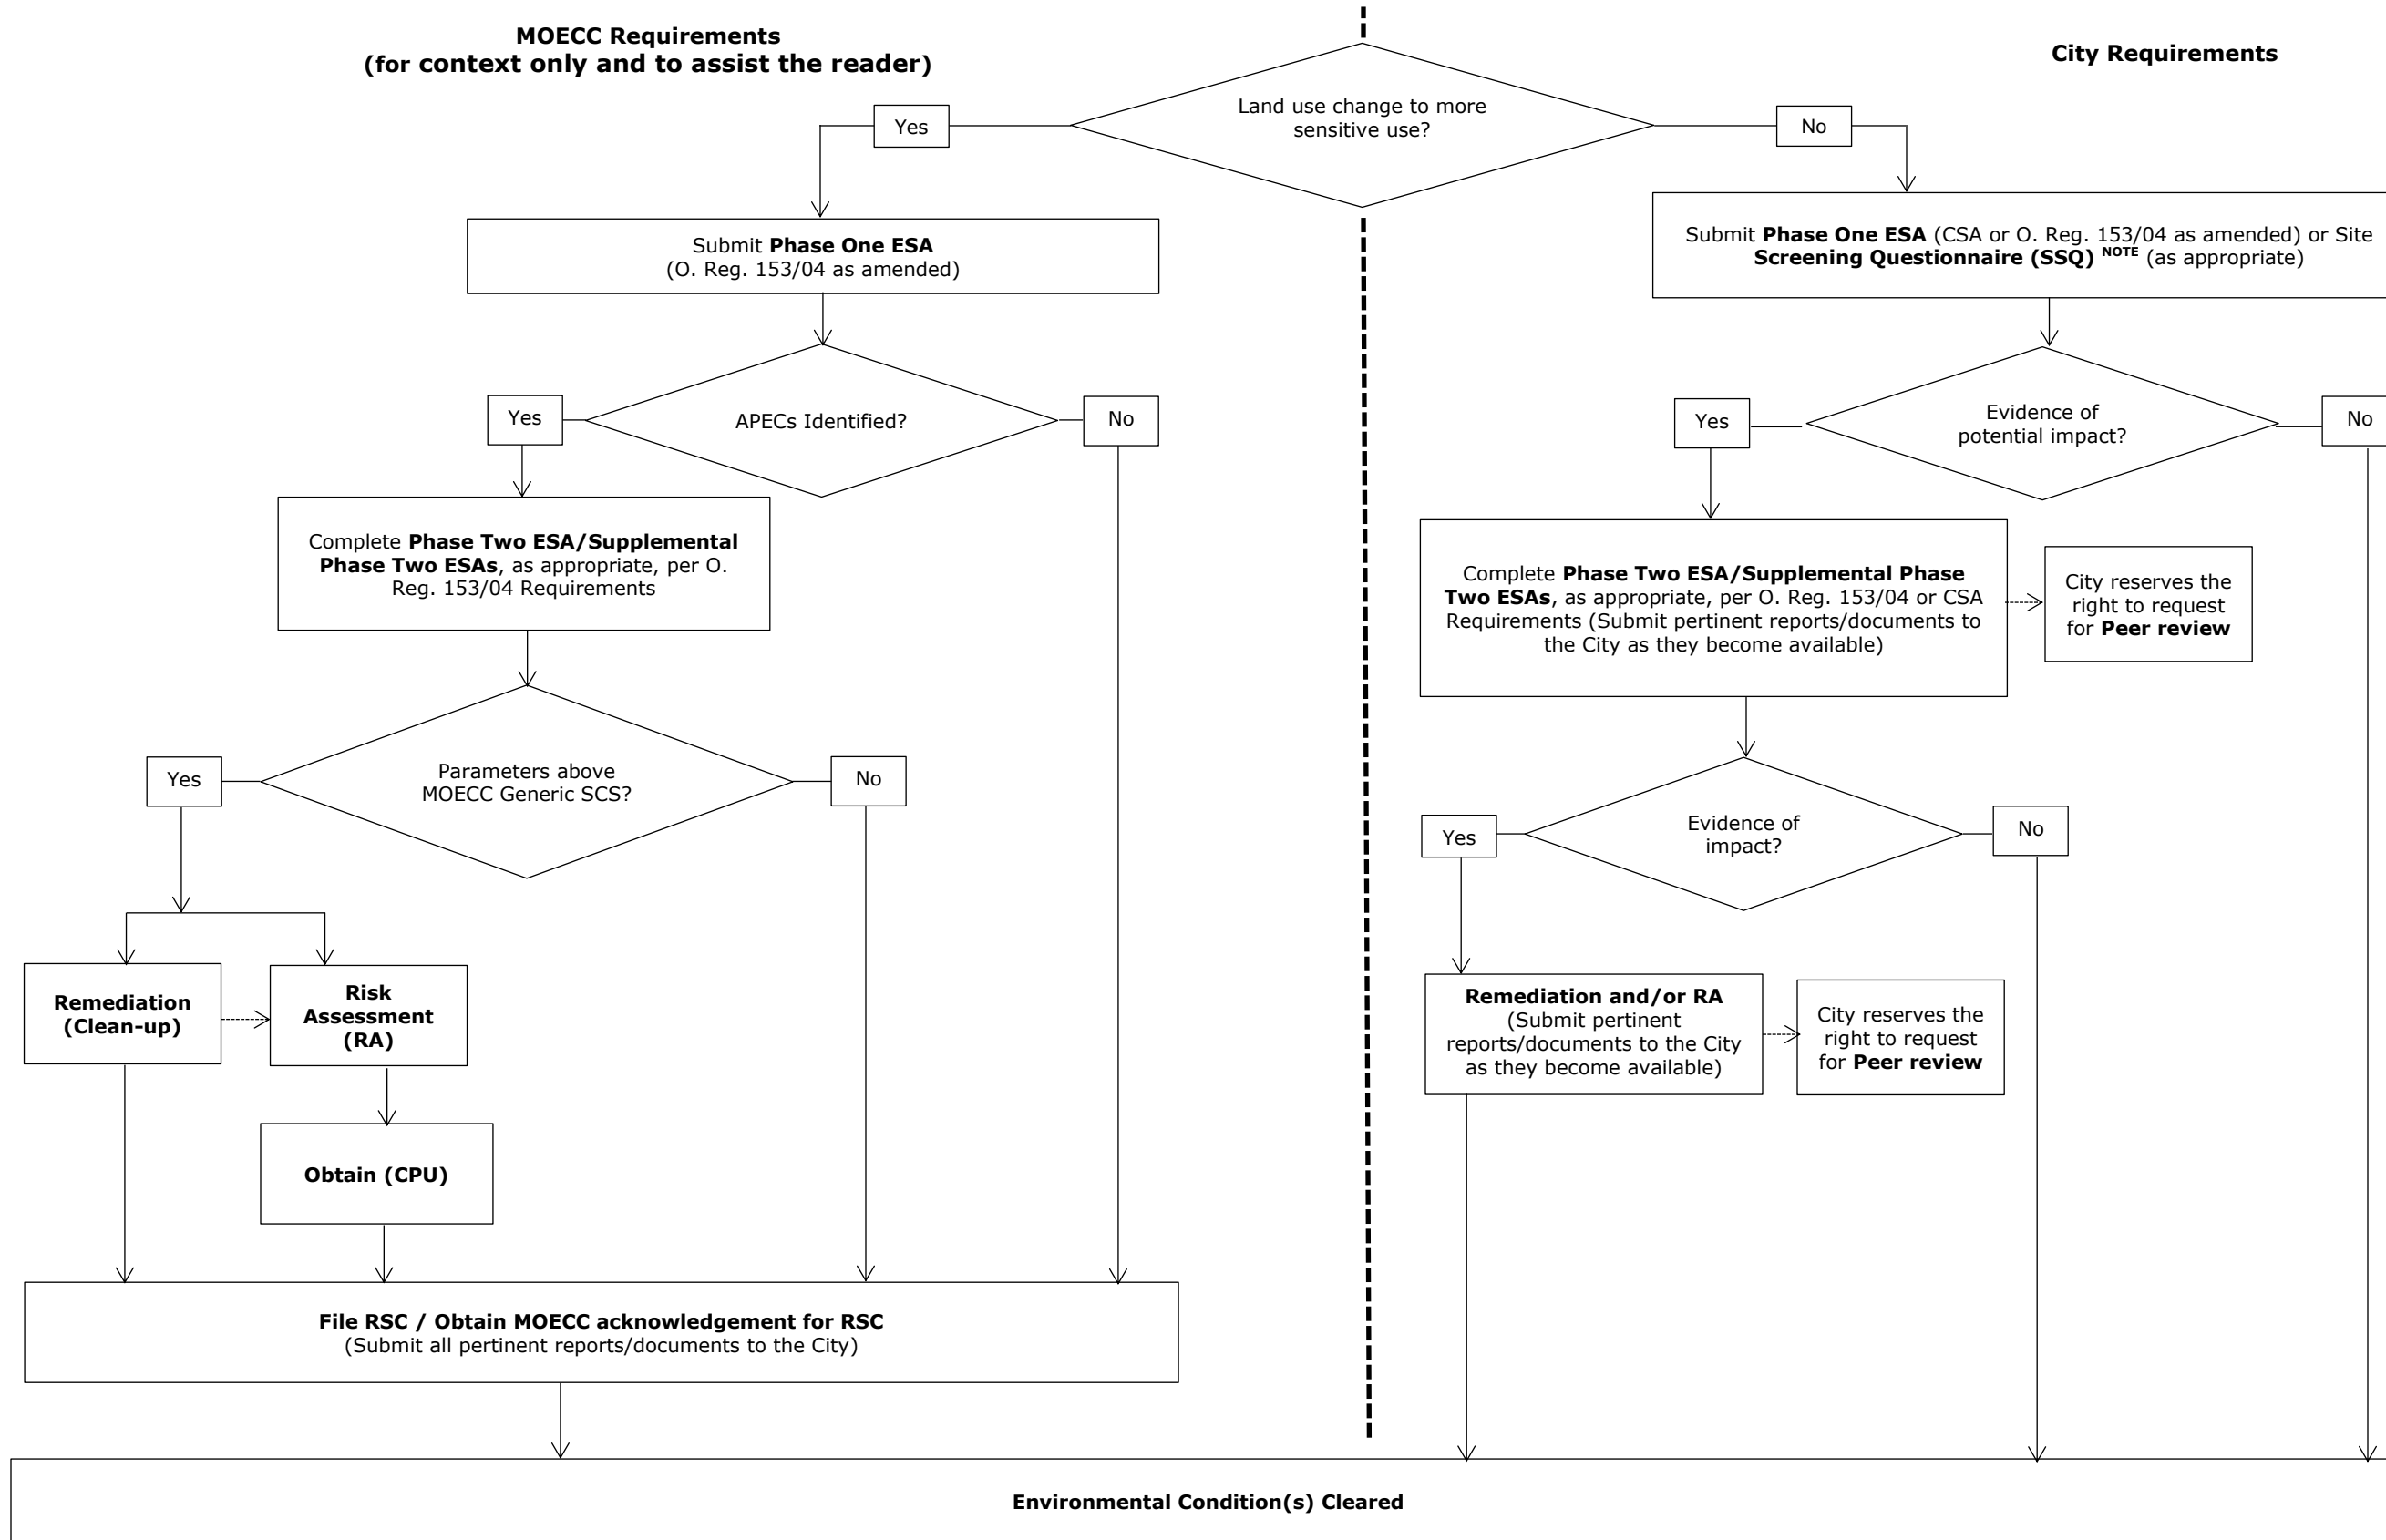 MOECC Requirements
(for context only and to assist the reader)
City Requirements
Land use change to more
sensitive use?
Yes
No
Submit Phase One ESA
(O. Reg. 153/04 as amended)
Submit Phase One ESA (CSA or O. Reg. 153/04 as amended) or Site
Screening Questionnaire (SSQ) NOTE (as appropriate)
APECs Identified?
Yes
No
Evidence of
potential impact?
Yes
No
Complete Phase Two ESA/Supplemental
Phase Two ESAs, as appropriate, per O.
Reg. 153/04 Requirements
Complete Phase Two ESA/Supplemental Phase
Two ESAs, as appropriate, per O. Reg. 153/04 or CSA
Requirements (Submit pertinent reports/documents to
the City as they become available)
City reserves the
right to request
for Peer review
Parameters above
MOECC Generic SCS?
Yes
No
Evidence of
impact?
Yes
No
Remediation
(Clean-up)
Risk
Assessment
(RA)
Remediation and/or RA
(Submit pertinent
reports/documents to the City
as they become available)
City reserves the
right to request
for Peer review
Obtain (CPU)
File RSC / Obtain MOECC acknowledgement for RSC
(Submit all pertinent reports/documents to the City)
Environmental Condition(s) Cleared